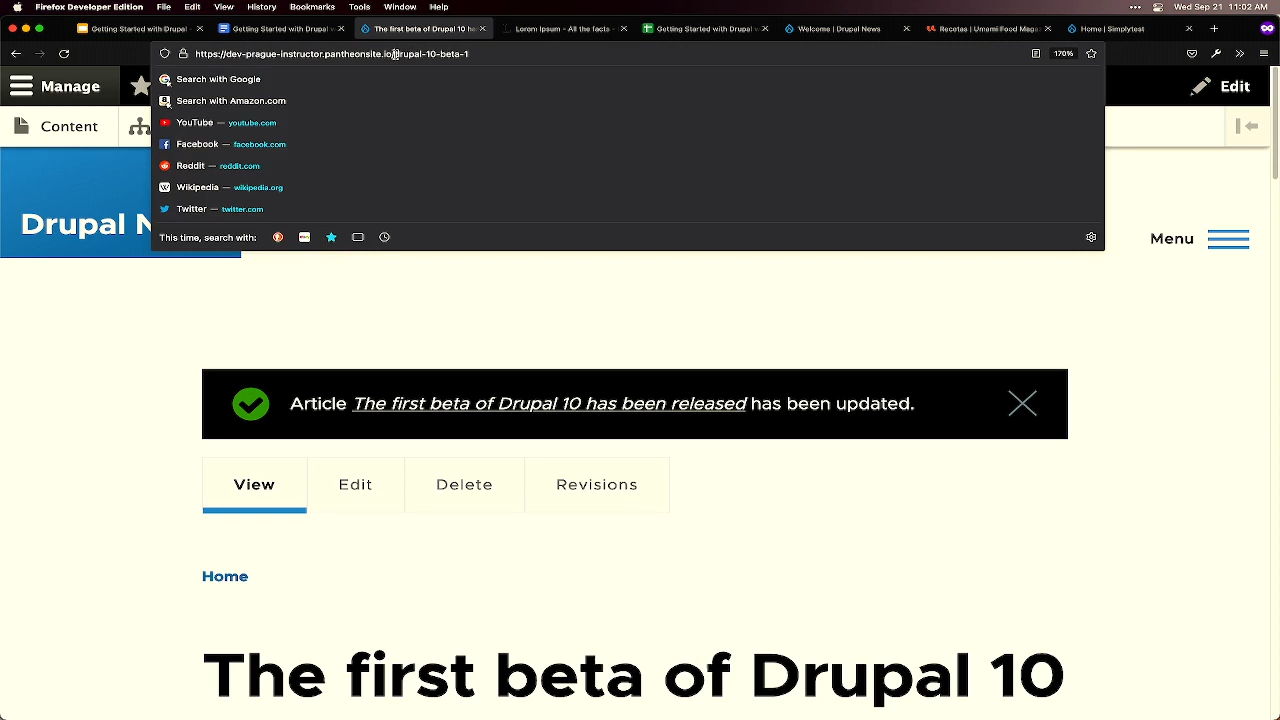 Firefox Developer Edition File Edit View History Bookmarks Tools Window Help Wed Sep 21 11:02 AM
Getting Started with Drupal - Getting Started with Drupal w The first beta of Drupal 10 ha Lorem Ipsum - All the facts - Getting Started with Drupal w Welcome | Drupal News Recetas | Umami Food Maga Home | Simplytest
https://dev-prague-instructor.pantheonsite.io/drupal-10-beta-1 170%
Search with Google
Manage Edit
Search with Amazon.com
YouTube — youtube.com
Content
Facebook — facebook.com
Reddit — reddit.com
Wikipedia — wikipedia.org
Twitter — twitter.com
Drupal N
This time, search with:
Menu
Article The first beta of Drupal 10 has been released has been updated.
View Edit Delete Revisions
Home
The first beta of Drupal 10